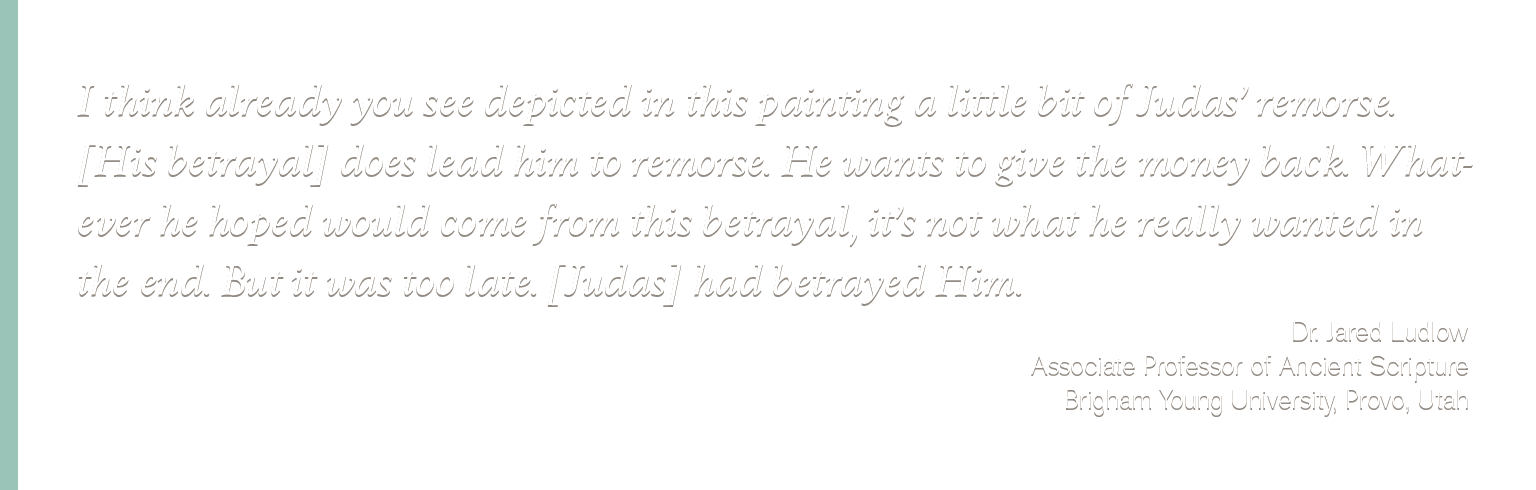 I think already you see depicted in this painting a little bit of Judas’ remorse.
[His betrayal] does lead him to remorse. He wants to give the money back. What-
ever he hoped would come from this betrayal, it’s not what he really wanted in
the end. But it was too late. [Judas] had betrayed Him.
Dr. Jared Ludlow
Associate Professor of Ancient Scripture
Brigham Young University, Provo, Utah